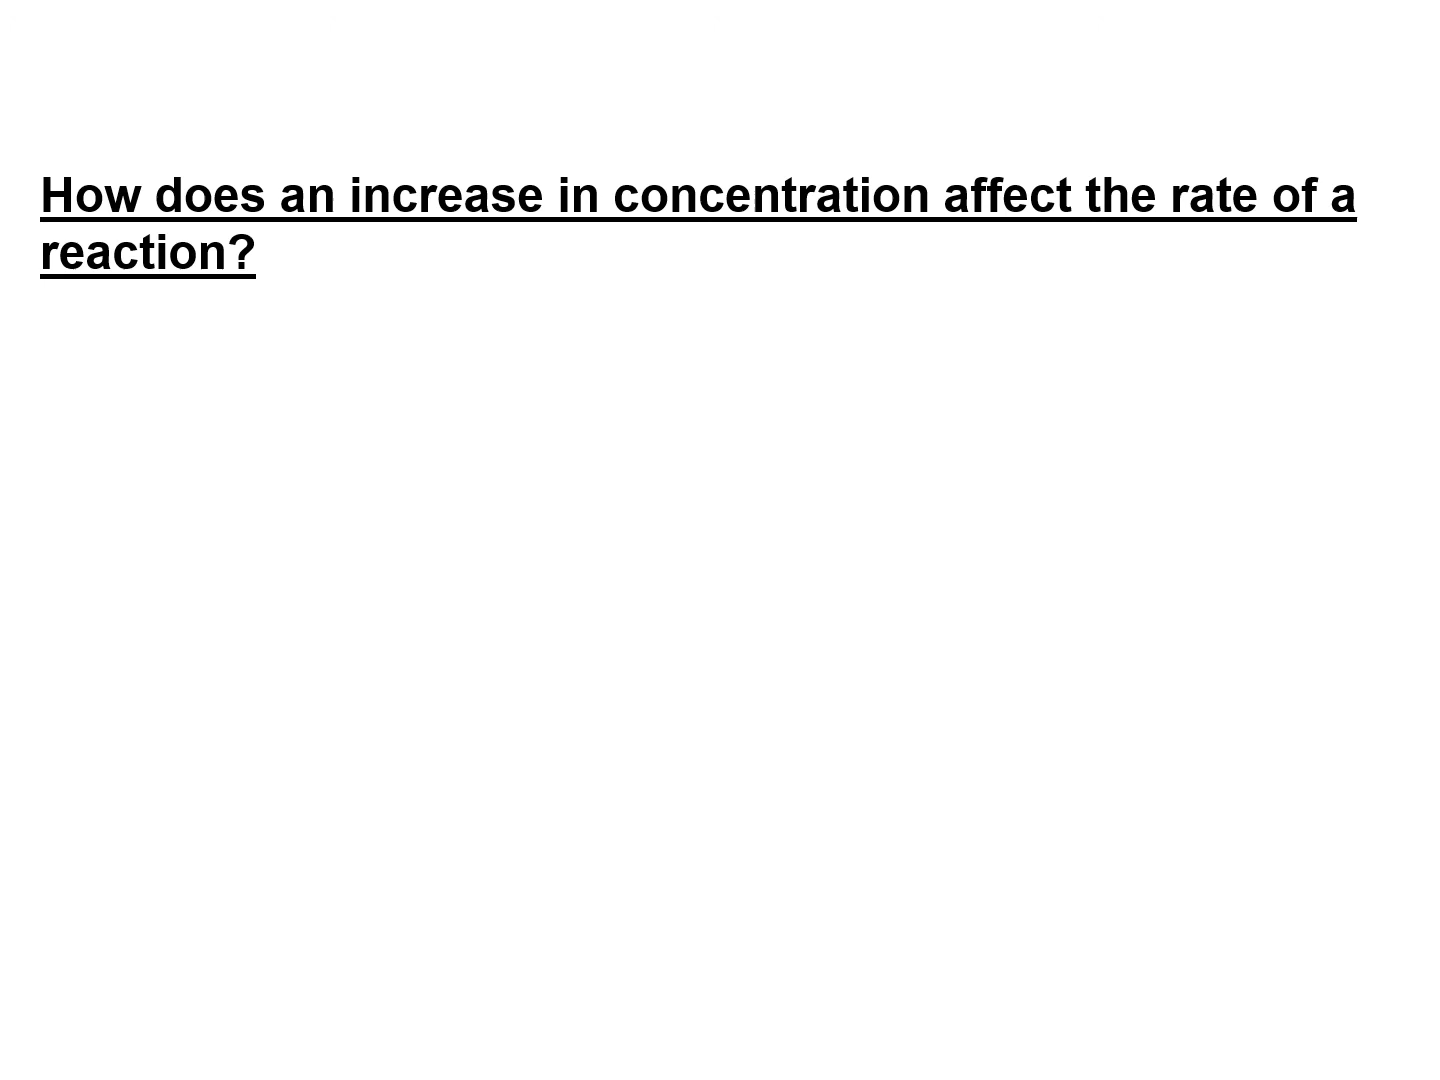 How does an increase in concentration affect the rate of a
reaction?